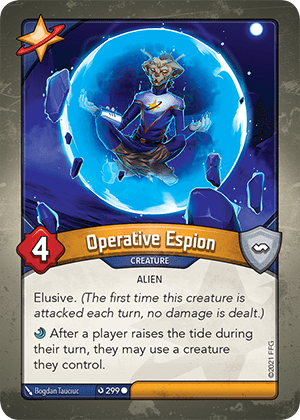 4
Operative Espion
CREATURE
ALIEN
Elusive. (The first time this creature is
attacked each turn, no damage is dealt.)
After a player raises the tide during
their turn, they may use a creature
they control.
Bogdan Tauciuc
299
©2021 FFG